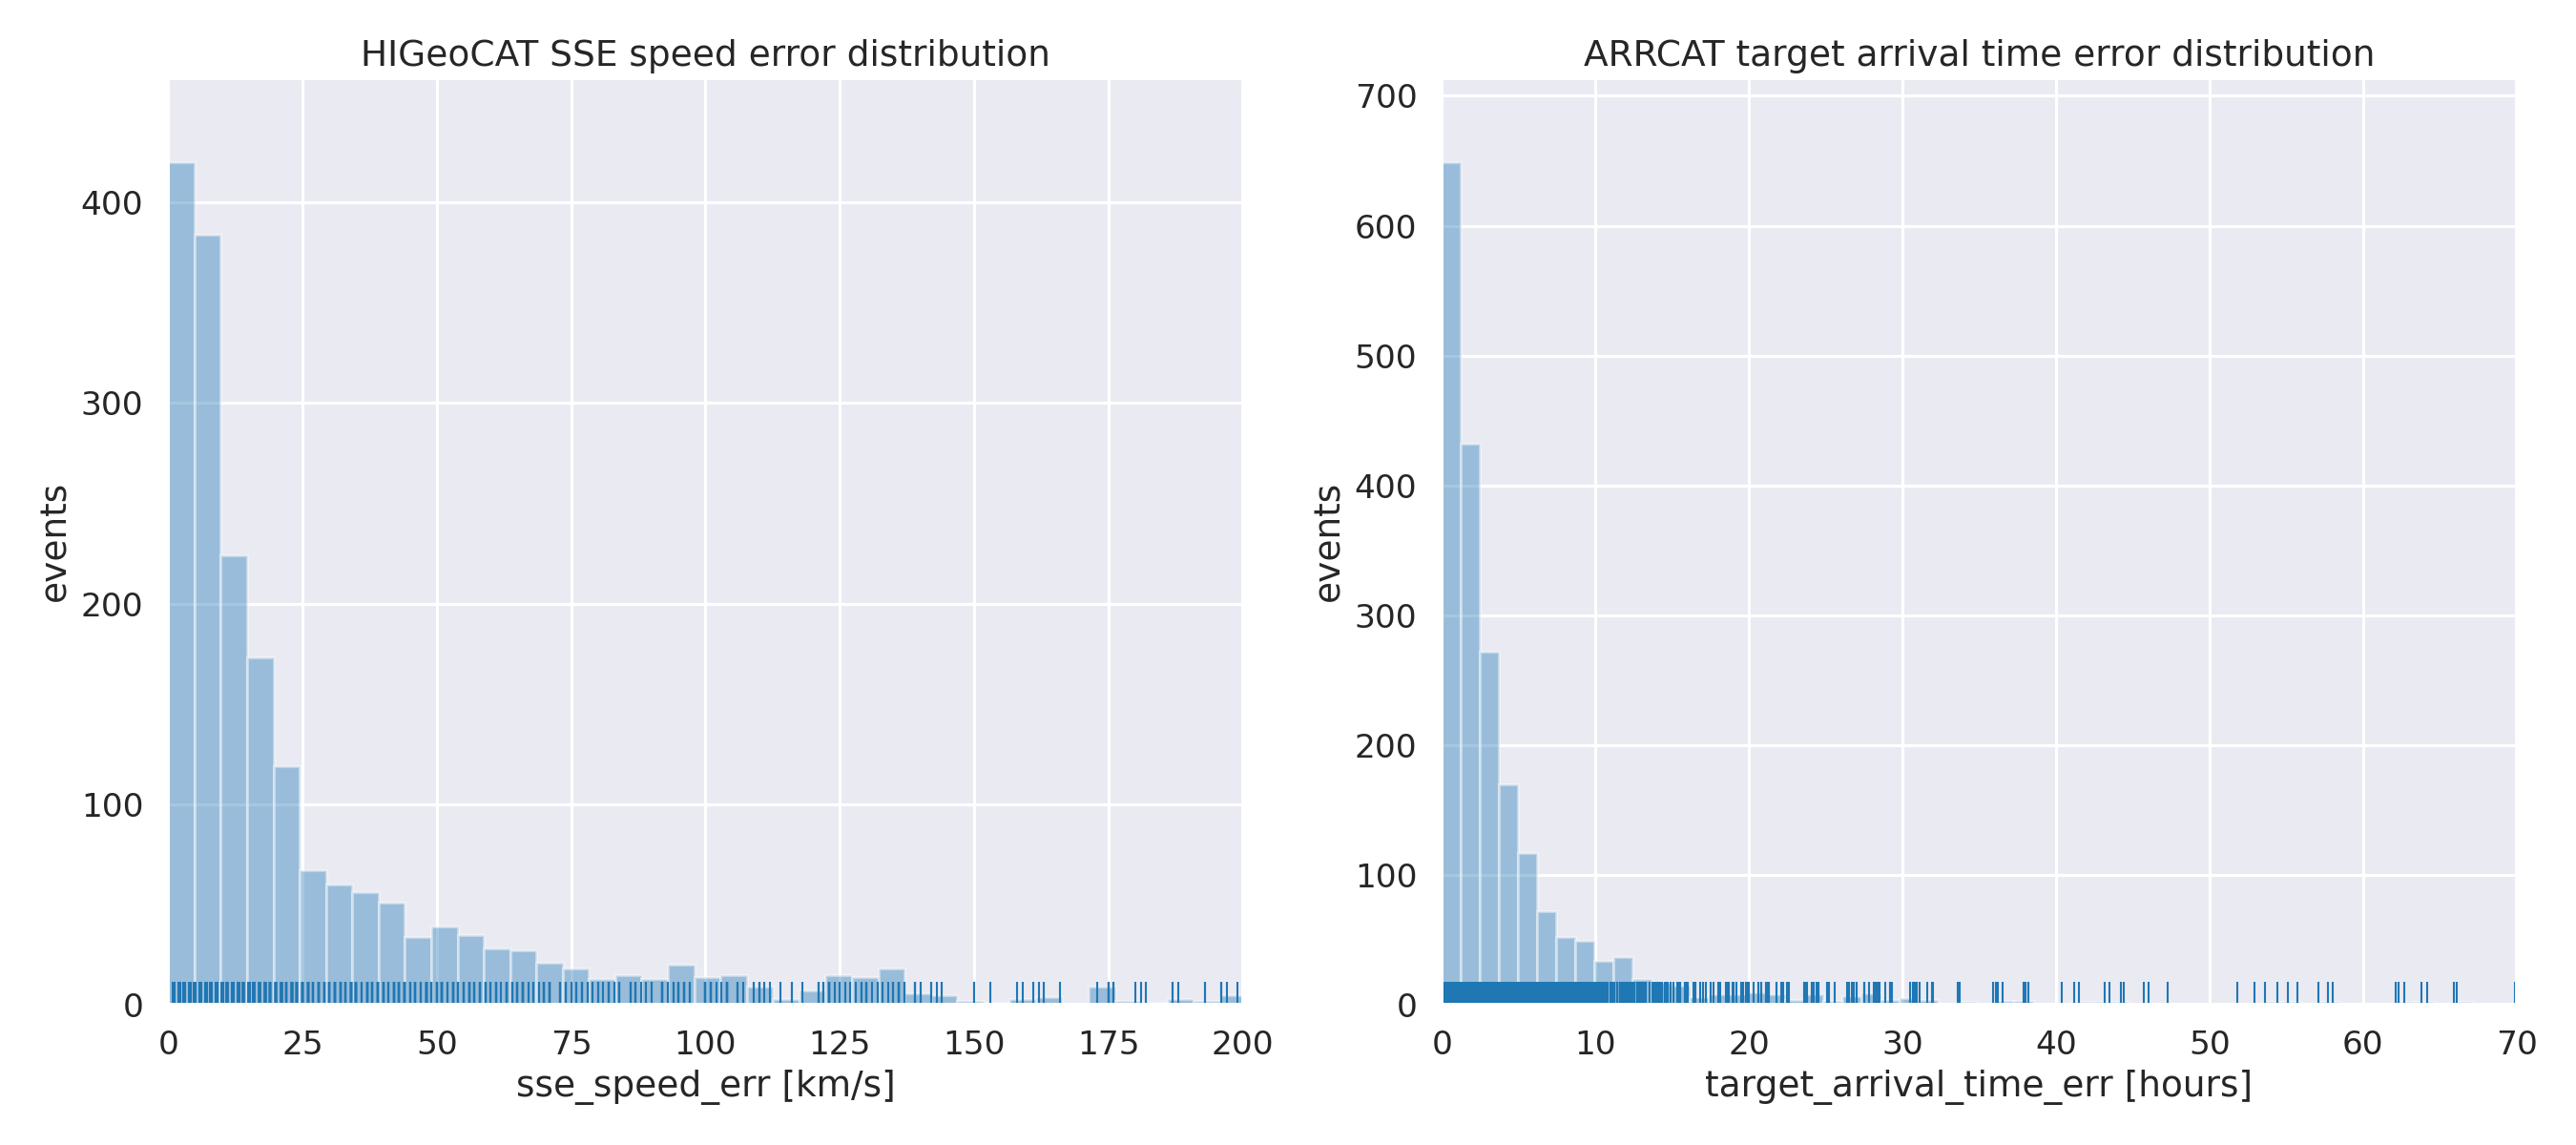 HIGeoCAT SSE speed error distribution
events
400
300
200
100
0
0 25 50 75 100 125 150 175 200
sse_speed_err [km/s]
ARRCAT target arrival time error distribution
events
700
600
500
400
300
200
100
0
0 10 20 30 40 50 60 70
target_arrival_time_err [hours]